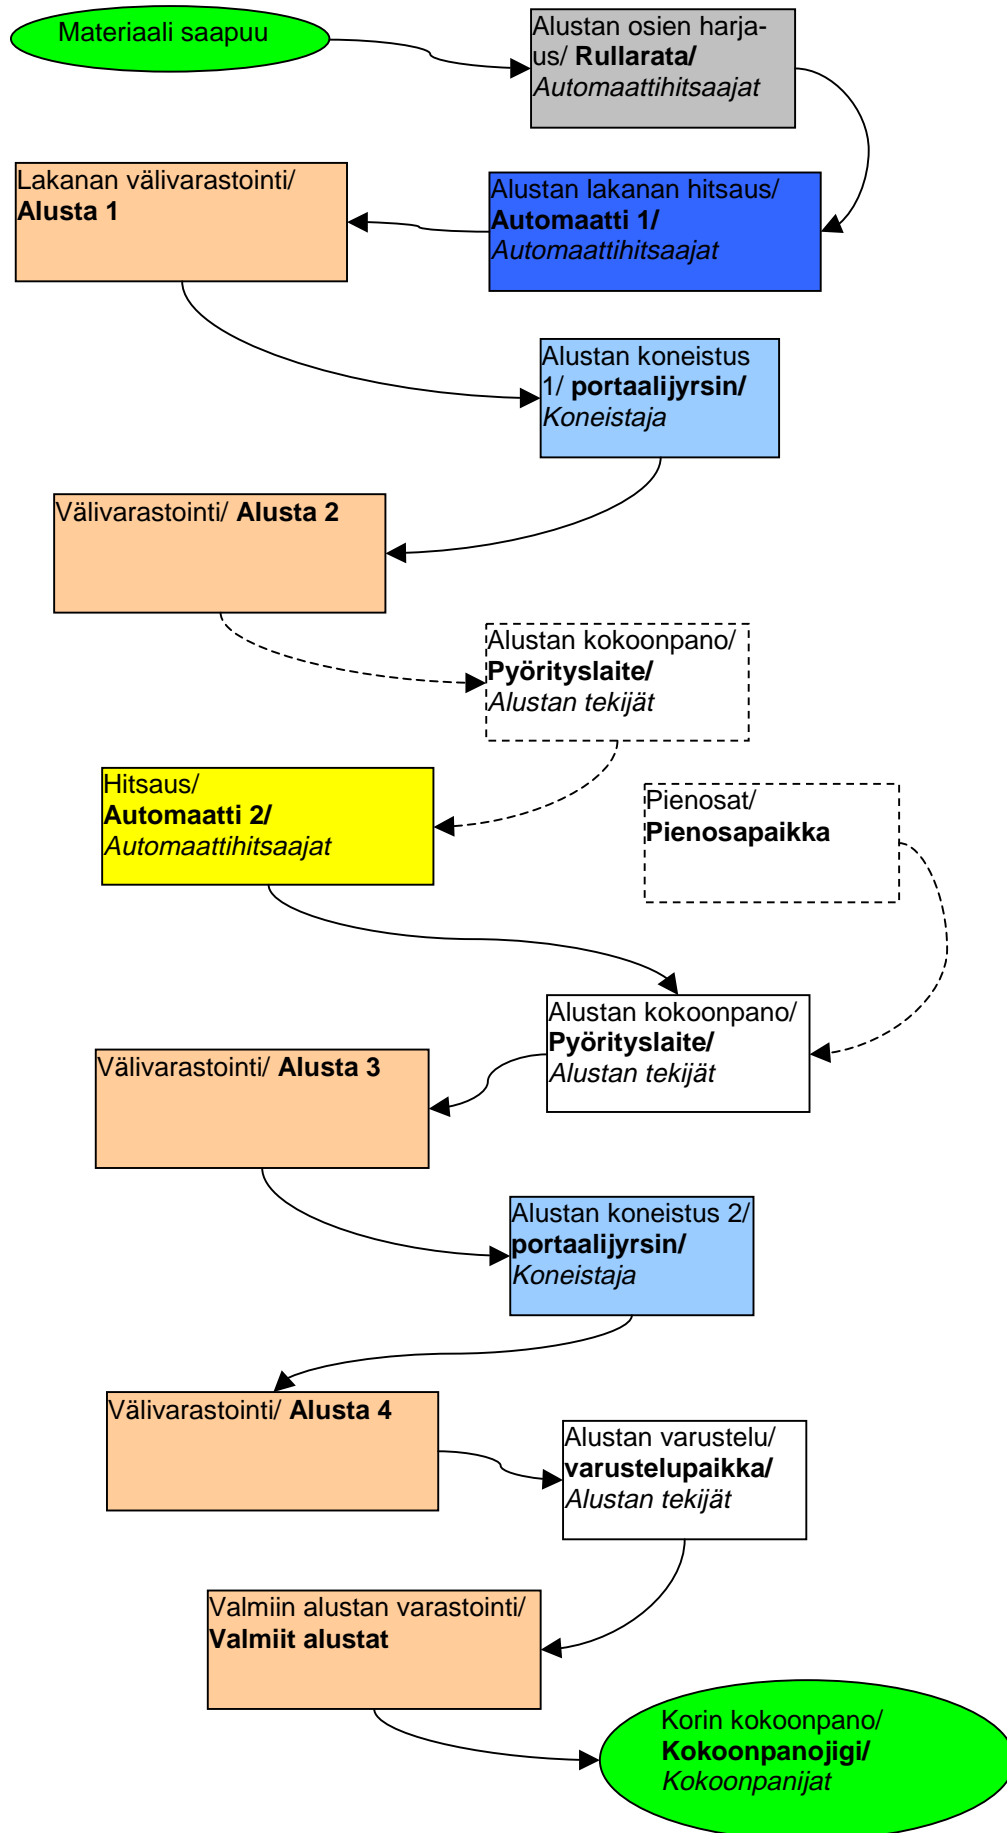 Materiaali saapuu
Alustan osien harja-
us/ Rullarata/
Automaattihitsaajat
Lakanan välivarastointi/
Alusta 1
Alustan lakanan hitsaus/
Automaatti 1/
Automaattihitsaajat
Alustan koneistus
1/ portaalijyrsin/
Koneistaja
Välivarastointi/ Alusta 2
Alustan kokoonpano/
Pyörityslaite/
Alustan tekijät
Hitsaus/
Automaatti 2/
Automaattihitsaajat
Pienosat/
Pienosapaikka
Alustan kokoonpano/
Pyörityslaite/
Alustan tekijät
Välivarastointi/ Alusta 3
Alustan koneistus 2/
portaalijyrsin/
Koneistaja
Välivarastointi/ Alusta 4
Alustan varustelu/
varustelupaikka/
Alustan tekijät
Valmiin alustan varastointi/
Valmiit alustat
Korin kokoonpano/
Kokoonpanojigi/
Kokoonpanijat